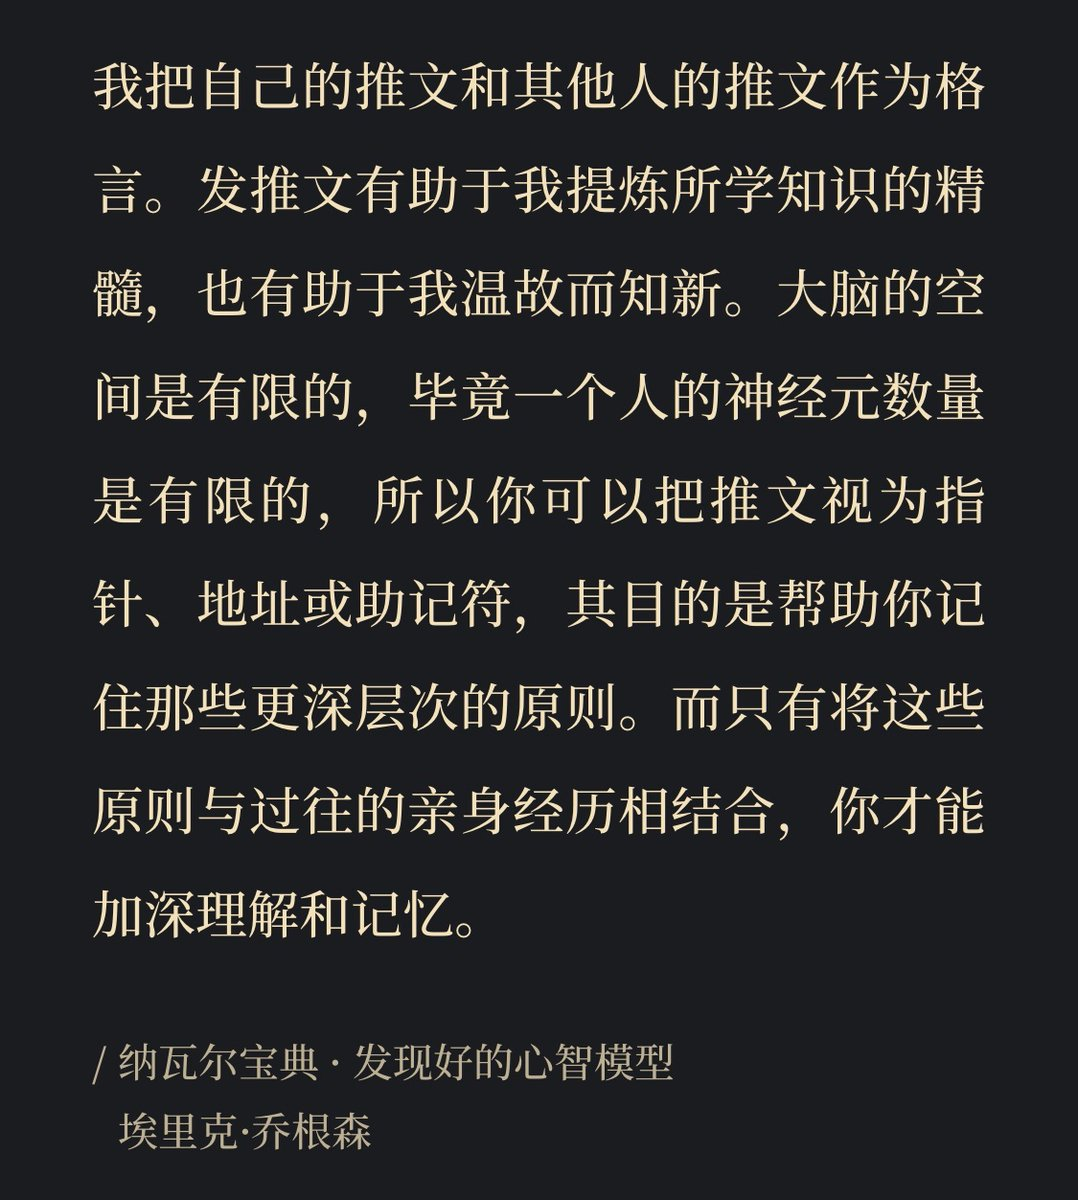 我把自己的推文和其他人的推文作为格
言。发推文有助于我提炼所学知识的精
髓，也有助于我温故而知新。大脑的空
间是有限的，毕竟一个人的神经元数量
是有限的，所以你可以把推文视为指
针、地址或助记符，其目的是帮助你记
住那些更深层次的原则。而只有将这些
原则与过往的亲身经历相结合，你才能
加深理解和记忆。
/ 纳瓦尔宝典 · 发现好的心智模型
埃里克·乔根森